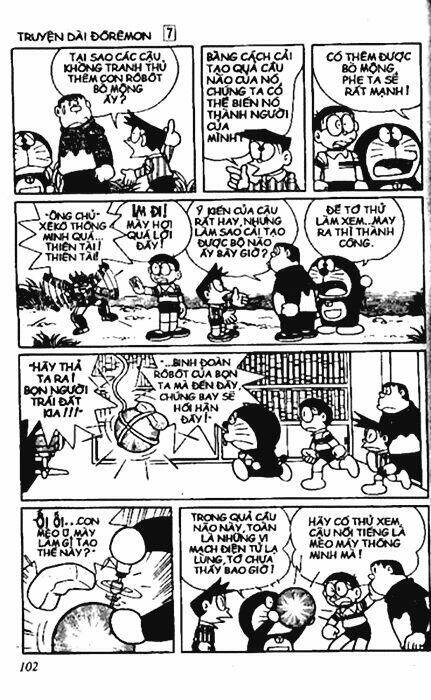 TRUYỆN DÀI ĐÔRÊMON 7
TẠI SAO CÁC CẬU
KHÔNG TRANH THỦ
THÊM CON RÔBÔT
BÒ MỘNG
ẤY?
BẰNG CÁCH CẢI
TẠO QUẢ CẦU
NÃO CỦA NÓ,
CHÚNG TA CÓ
THỂ BIẾN NÓ
THÀNH NGƯỜI
CỦA
MÌNH!
CÓ THÊM ĐƯỢC
BÒ MỘNG
PHE TA SẼ
RẤT MẠNH!
"ÔNG CHỦ"
XÊKÔ THÔNG
MINH QUÁ...
THIÊN TÀI!
THIÊN TÀI!
IM ĐI!
MÀY HƠI
QUÁ LỜI
ĐẤY!
Ý KIẾN CỦA CẬU
RẤT HAY, NHƯNG
LÀM SAO CẢI TẠO
ĐƯỢC BỘ NÃO
ẤY BÂY GIỜ?
ĐỂ TỚ THỬ
LÀM XEM...MAY
RA THÌ THÀNH
CÔNG.
"HÃY THẢ
TA RA!
BỌN NGƯỜI
TRÁI ĐẤT
KIA!!!"
"...BINH ĐOÀN
RÔBÔT CỦA BỌN
TA MÀ ĐẾN ĐÂY,
CHÚNG BAY SẼ
HỐI HẬN
ĐẤY!"
ỐI ỐI...CON
MÈO Ú, MÀY
LÀM GÌ TAO
THẾ NÀY?"
TRONG QUẢ CẦU
NÃO NÀY, TOÀN
LÀ NHỮNG VI
MẠCH ĐIỆN TỬ LẠ
LÙNG, TỚ CHƯA
THẤY BAO GIỜ!
HÃY CỐ THỬ XEM,
CẬU NỔI TIẾNG LÀ
MÈO MÁY THÔNG
MINH MÀ!
102